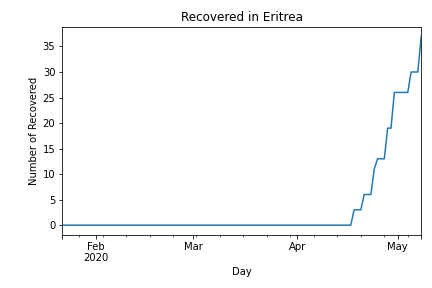 Recovered in Eritrea
Number of Recovered
35
30
25
20
15
10
5
0
Feb
2020
Mar
Apr
May
Day